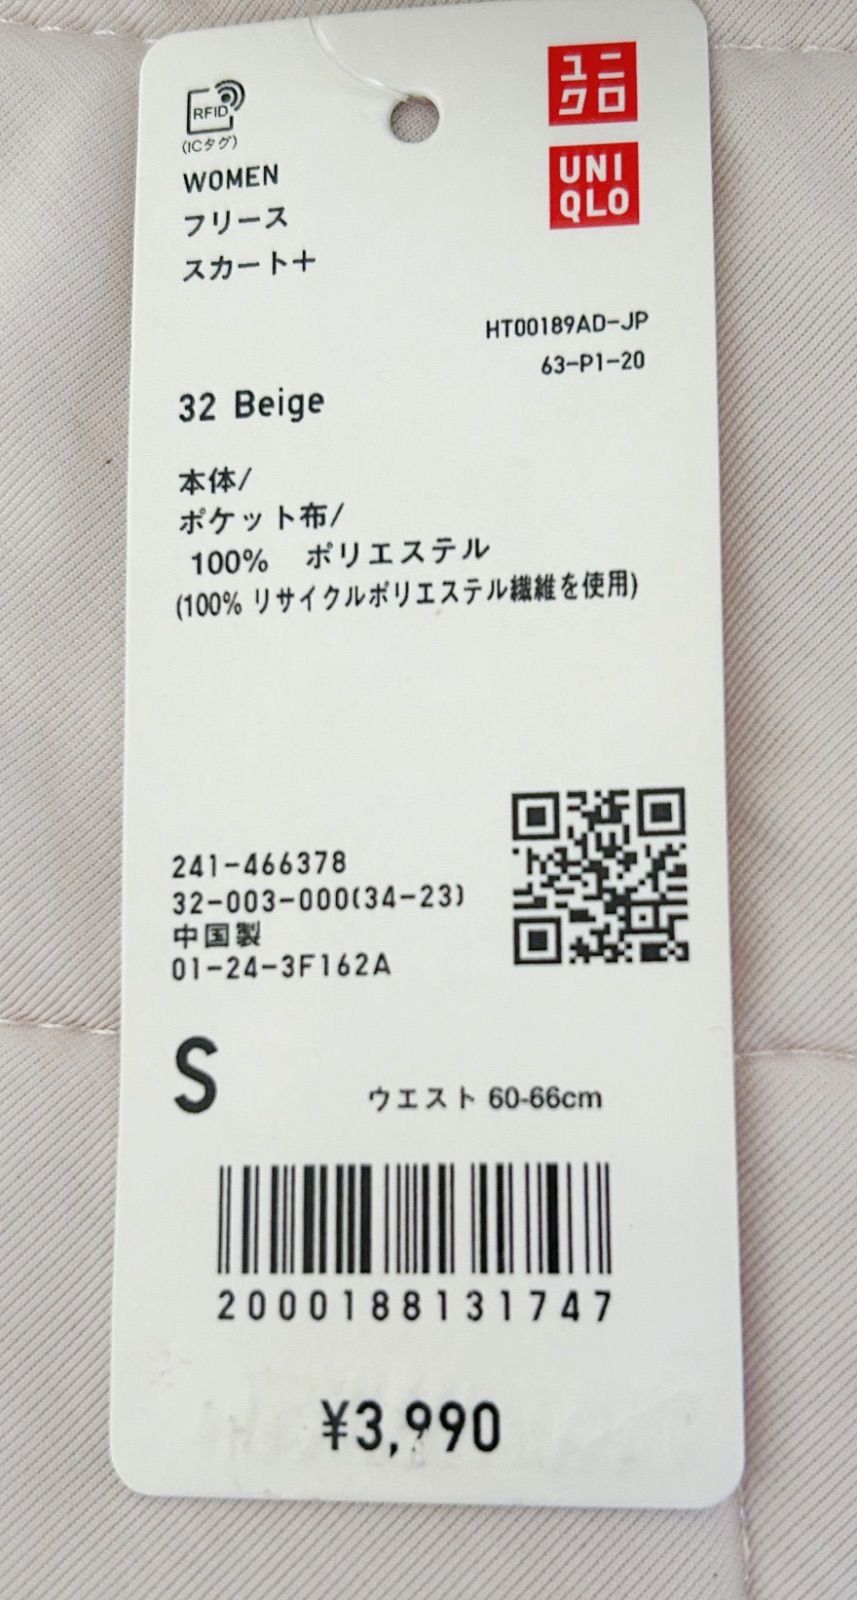 RFID
(ICタグ)
ユニ
クロ
UNI
QLO
WOMEN
フリース
スカート+
HT00189AD-JP
63-P1-20
32 Beige
本体/
ポケット布/
100% ポリエステル
(100% リサイクルポリエステル繊維を使用)
241-466378
32-003-000(34-23)
中国製
01-24-3F162A
S
ウエスト 60-66cm
2000188131747
¥3,990